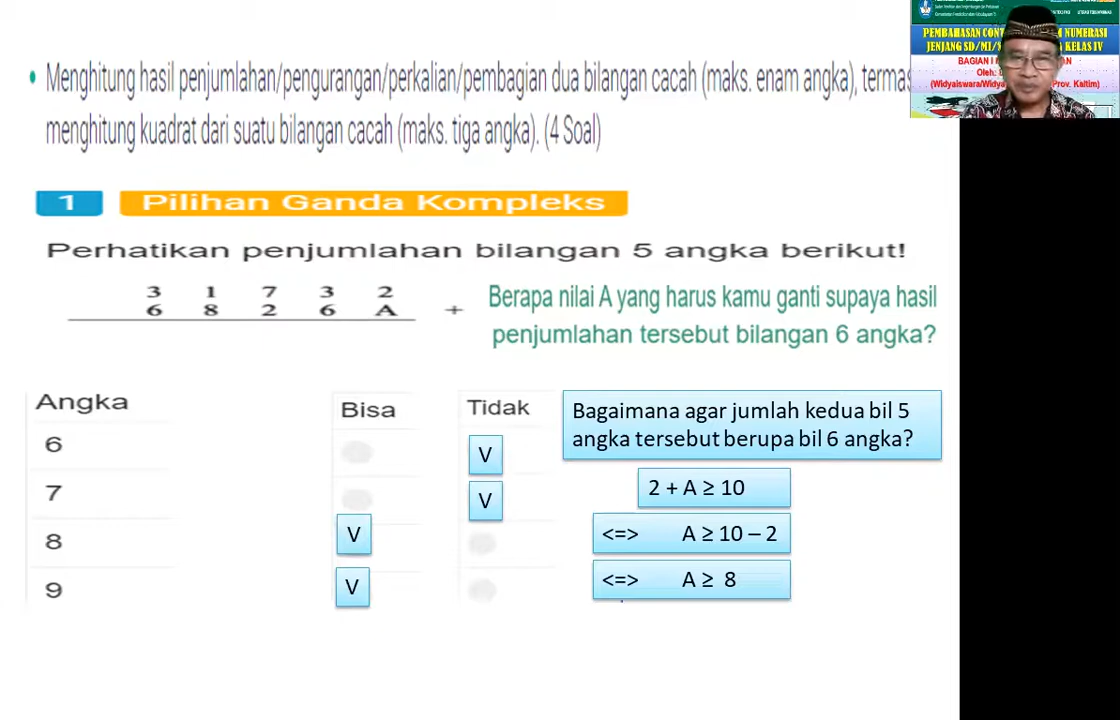 PEMBAHASAN CONT NUMERASI
JENJANG SD/MI/S KELAS IV
BAGIAN I
Oleh:
(Widyaiswara/Widya Prov. Kaltim)
• Menghitung hasil penjumlahan/pengurangan/perkalian/pembagian dua bilangan cacah (maks. enam angka), termas
menghitung kuadrat dari suatu bilangan cacah (maks. tiga angka). (4 Soal)
1 Pilihan Ganda Kompleks
Perhatikan penjumlahan bilangan 5 angka berikut!
3 1 7 3 2
6 8 2 6 A +
Berapa nilai A yang harus kamu ganti supaya hasil
penjumlahan tersebut bilangan 6 angka?
Angka Bisa Tidak
6 V
7 V
8 V
9 V
Bagaimana agar jumlah kedua bil 5
angka tersebut berupa bil 6 angka?
2 + A ≥ 10
<=> A ≥ 10 – 2
<=> A ≥ 8